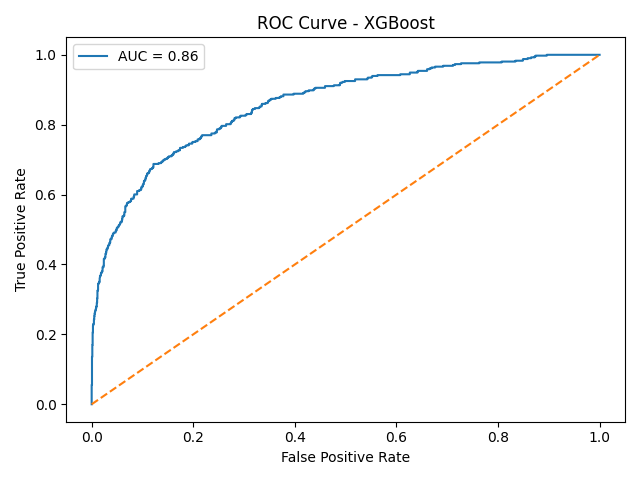 ROC Curve - XGBoost
AUC = 0.86
1.0
0.8
0.6
0.4
0.2
0.0
True Positive Rate
0.0 0.2 0.4 0.6 0.8 1.0
False Positive Rate